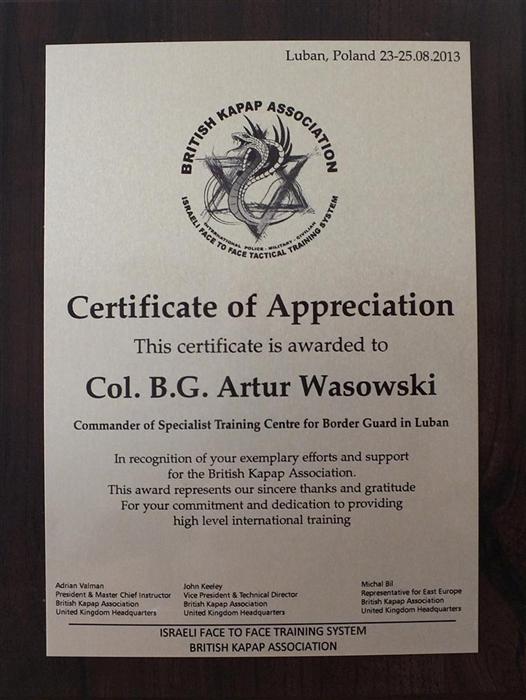 Luban, Poland 23-25.08.2013
BRITISH KAPAP ASSOCIATION
INTERNATIONAL POLICE - MILITARY - CIVILIAN
ISRAELI FACE TO FACE TACTICAL TRAINING SYSTEM
Certificate of Appreciation
This certificate is awarded to
Col. B.G. Artur Wasowski
Commander of Specialist Training Centre for Border Guard in Luban
In recognition of your exemplary efforts and support
for the British Kapap Association.
This award represents our sincere thanks and gratitude
For your commitment and dedication to providing
high level international training
Adrian Valman
President & Master Chief Instructor
British Kapap Association
United Kingdom Headquarters
John Keeley
Vice President & Technical Director
British Kapap Association
United Kingdom Headquarters
Michal Bil
Representative for East Europe
British Kapap Association
United Kingdom Headquarters
ISRAELI FACE TO FACE TRAINING SYSTEM
BRITISH KAPAP ASSOCIATION